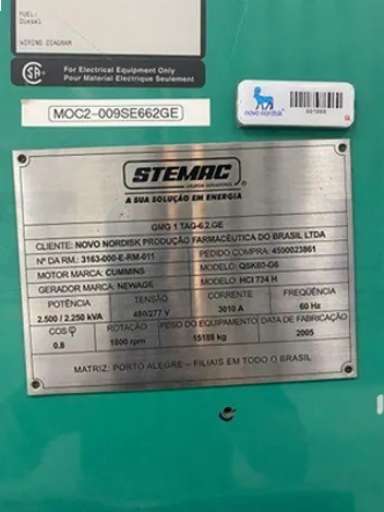 FUEL:
Diesel
WIRING DIAGRAM
For Electrical Equipment Only
Pour Material Electrique Seulement
MOC2-009SE662GE
novo nordisk
STEMAC
A SUA SOLUÇÃO EM ENERGIA
GMG 1 TAG-6.2.GE
CLIENTE: NOVO NORDISK PRODUÇÃO FARMACÊUTICA DO BRASIL LTDA
Nº DA RM.: 3163-000-E-RM-011 PEDIDO COMPRA: 4500023861
MOTOR MARCA: CUMMINS MODELO: QSK60-G6
GERADOR MARCA: NEWAGE MODELO: HCI 734 H
POTÊNCIA TENSÃO CORRENTE FREQÜÊNCIA
2.500 / 2.250 kVA 480/277 V 3010 A 60 Hz
COS φ ROTAÇÃO PESO DO EQUIPAMENTO DATA DE FABRICAÇÃO
0.8 1800 rpm 15188 kg 2005
MATRIZ: PORTO ALEGRE - FILIAIS EM TODO O BRASIL